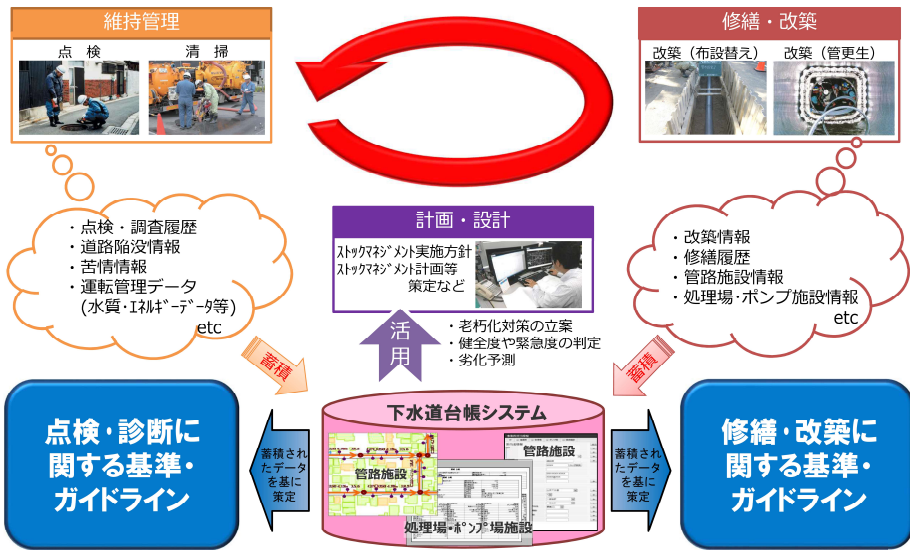 維持管理
点　検
清　掃
修繕・改築
改築（布設替え）
改築（管更生）
・点検・調査履歴
・道路陥没情報
・苦情情報
・運転管理データ
(水質・ｴﾈﾙｷﾞｰﾃﾞｰﾀ等)
etc
計画・設計
ｽﾄｯｸﾏﾈｼﾞﾒﾝﾄ実施方針
ｽﾄｯｸﾏﾈｼﾞﾒﾝﾄ計画等
策定など
・改築情報
・修繕履歴
・管路施設情報
・処理場・ポンプ施設情報
etc
活用
・老朽化対策の立案
・健全度や緊急度の判定
・劣化予測
蓄積
蓄積
点検・診断に
関する基準・
ガイドライン
蓄積され
たデータ
を基に
策定
下水道台帳システム
管路施設
管路施設
処理場・ﾎﾟﾝﾌﾟ場施設
蓄積され
たデータ
を基に
策定
修繕・改築に
関する基準・
ガイドライン